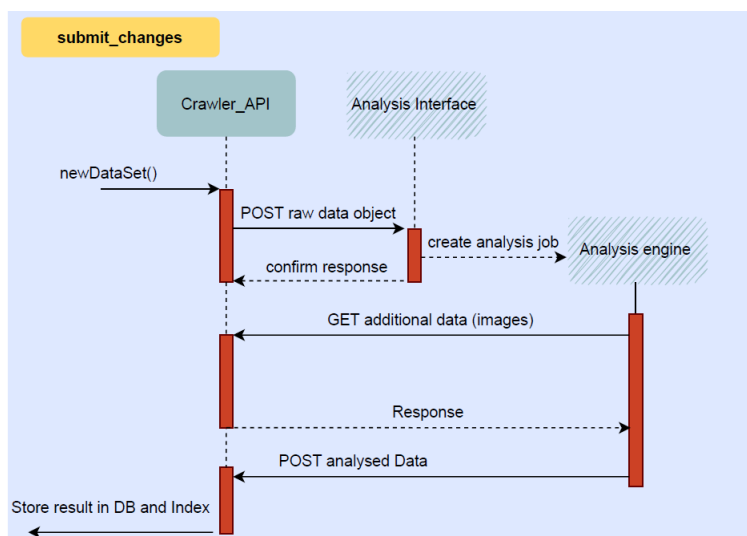 submit_changes
Crawler_API
Analysis Interface
newDataSet()
POST raw data object
create analysis job
Analysis engine
confirm response
GET additional data (images)
Response
POST analysed Data
Store result in DB and Index